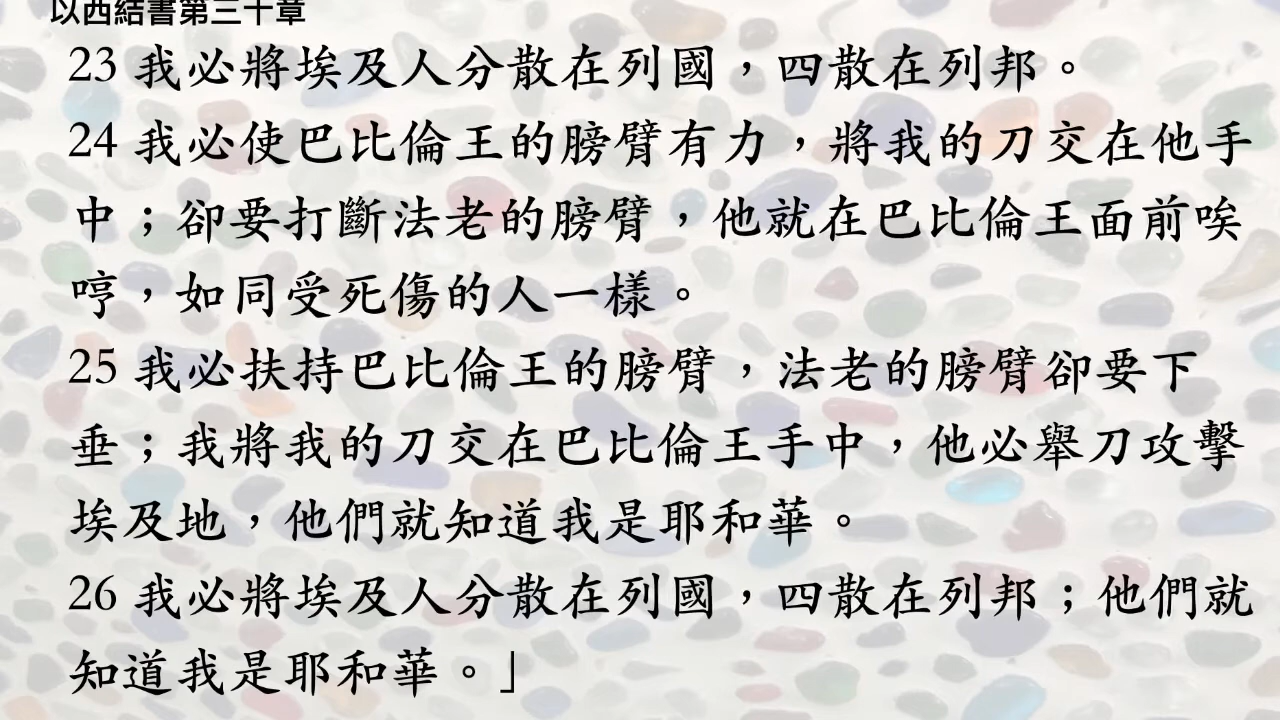 以西結書第三十章
23 我必將埃及人分散在列國，四散在列邦。
24 我必使巴比倫王的膀臂有力，將我的刀交在他手
中；卻要打斷法老的膀臂，他就在巴比倫王面前唉
哼，如同受死傷的人一樣。
25 我必扶持巴比倫王的膀臂，法老的膀臂卻要下
垂；我將我的刀交在巴比倫王手中，他必舉刀攻擊
埃及地，他們就知道我是耶和華。
26 我必將埃及人分散在列國，四散在列邦；他們就
知道我是耶和華。」